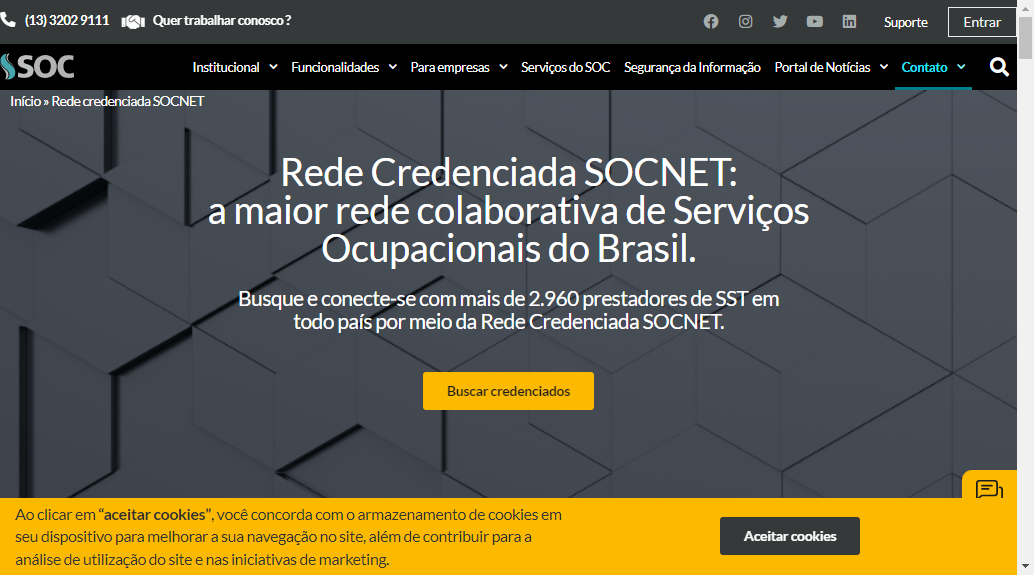 (13) 3202 9111 Quer trabalhar conosco ? Suporte Entrar
SOC Institucional Funcionalidades Para empresas Serviços do SOC Segurança da Informação Portal de Notícias Contato
Início » Rede credenciada SOCNET
Rede Credenciada SOCNET:
a maior rede colaborativa de Serviços
Ocupacionais do Brasil.
Busque e conecte-se com mais de 2.960 prestadores de SST em
todo país por meio da Rede Credenciada SOCNET.
Buscar credenciados
Ao clicar em “aceitar cookies”, você concorda com o armazenamento de cookies em
seu dispositivo para melhorar a sua navegação no site, além de contribuir para a
análise de utilização do site e nas iniciativas de marketing.
Aceitar cookies